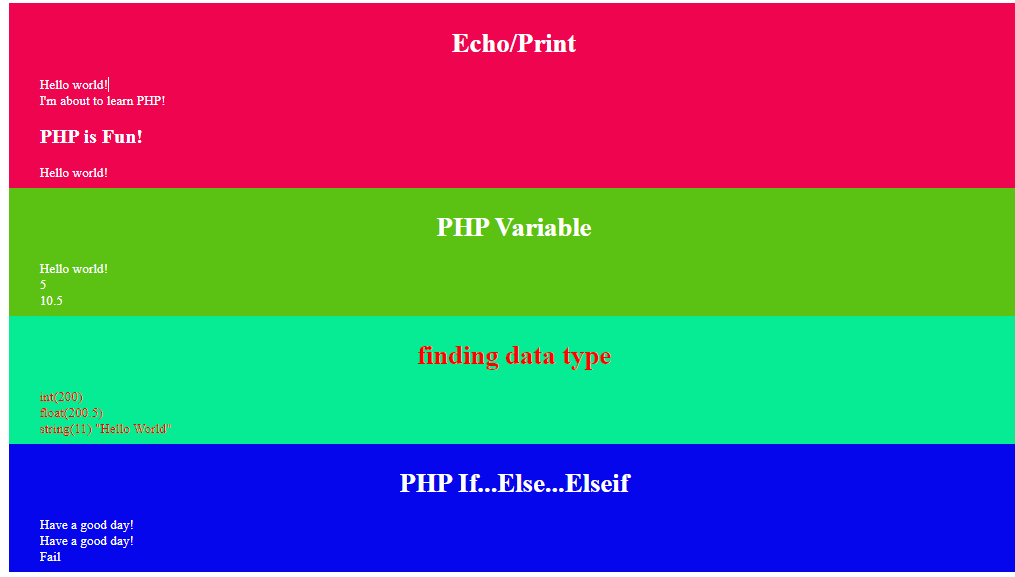 Echo/Print
Hello world!
I'm about to learn PHP!
PHP is Fun!
Hello world!
PHP Variable
Hello world!
5
10.5
finding data type
int(200)
float(200.5)
string(11) "Hello World"
PHP If...Else...Elseif
Have a good day!
Have a good day!
Fail